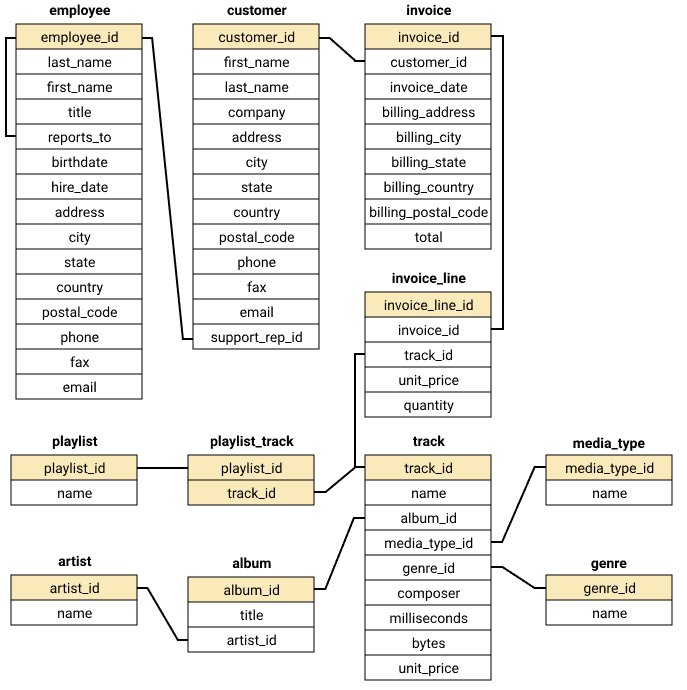 employee
employee_id
last_name
first_name
title
reports_to
birthdate
hire_date
address
city
state
country
postal_code
phone
fax
email
customer
customer_id
first_name
last_name
company
address
city
state
country
postal_code
phone
fax
email
support_rep_id
invoice
invoice_id
customer_id
invoice_date
billing_address
billing_city
billing_state
billing_country
billing_postal_code
total
invoice_line
invoice_line_id
invoice_id
track_id
unit_price
quantity
playlist
playlist_id
name
playlist_track
playlist_id
track_id
track
track_id
name
album_id
media_type_id
genre_id
composer
milliseconds
bytes
unit_price
media_type
media_type_id
name
artist
artist_id
name
album
album_id
title
artist_id
genre
genre_id
name